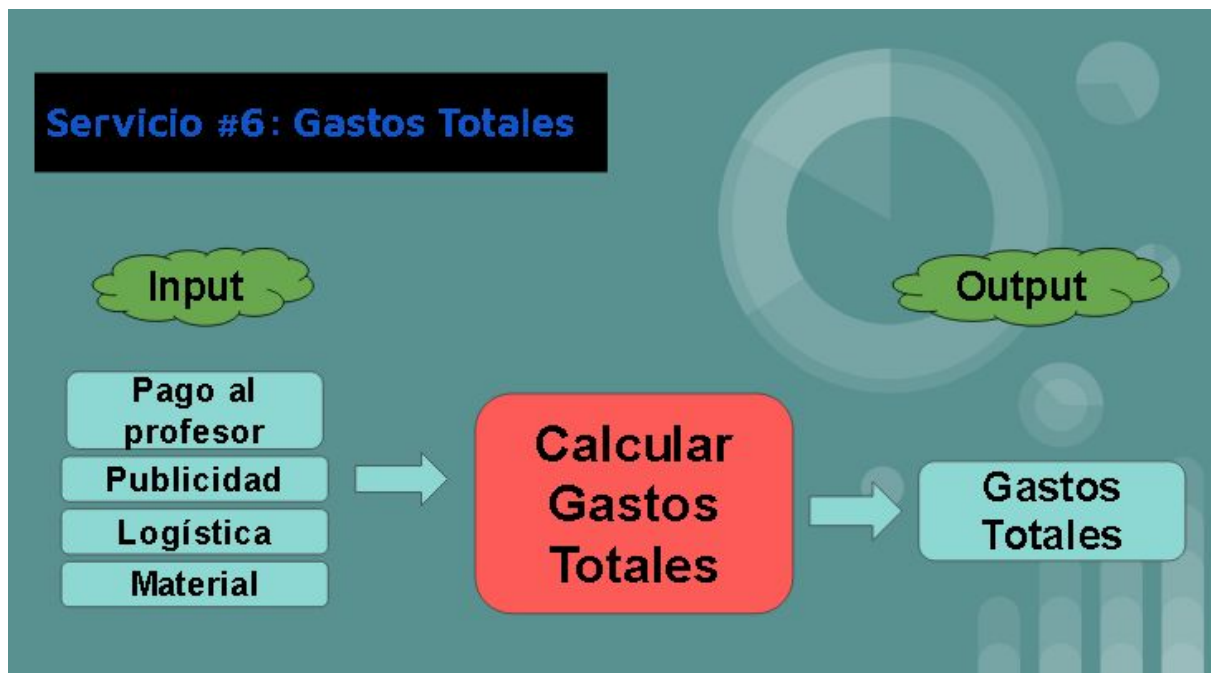 Servicio #6: Gastos Totales
Input
Output
Pago al
profesor
Publicidad
Logística
Material
Calcular
Gastos
Totales
Gastos
Totales